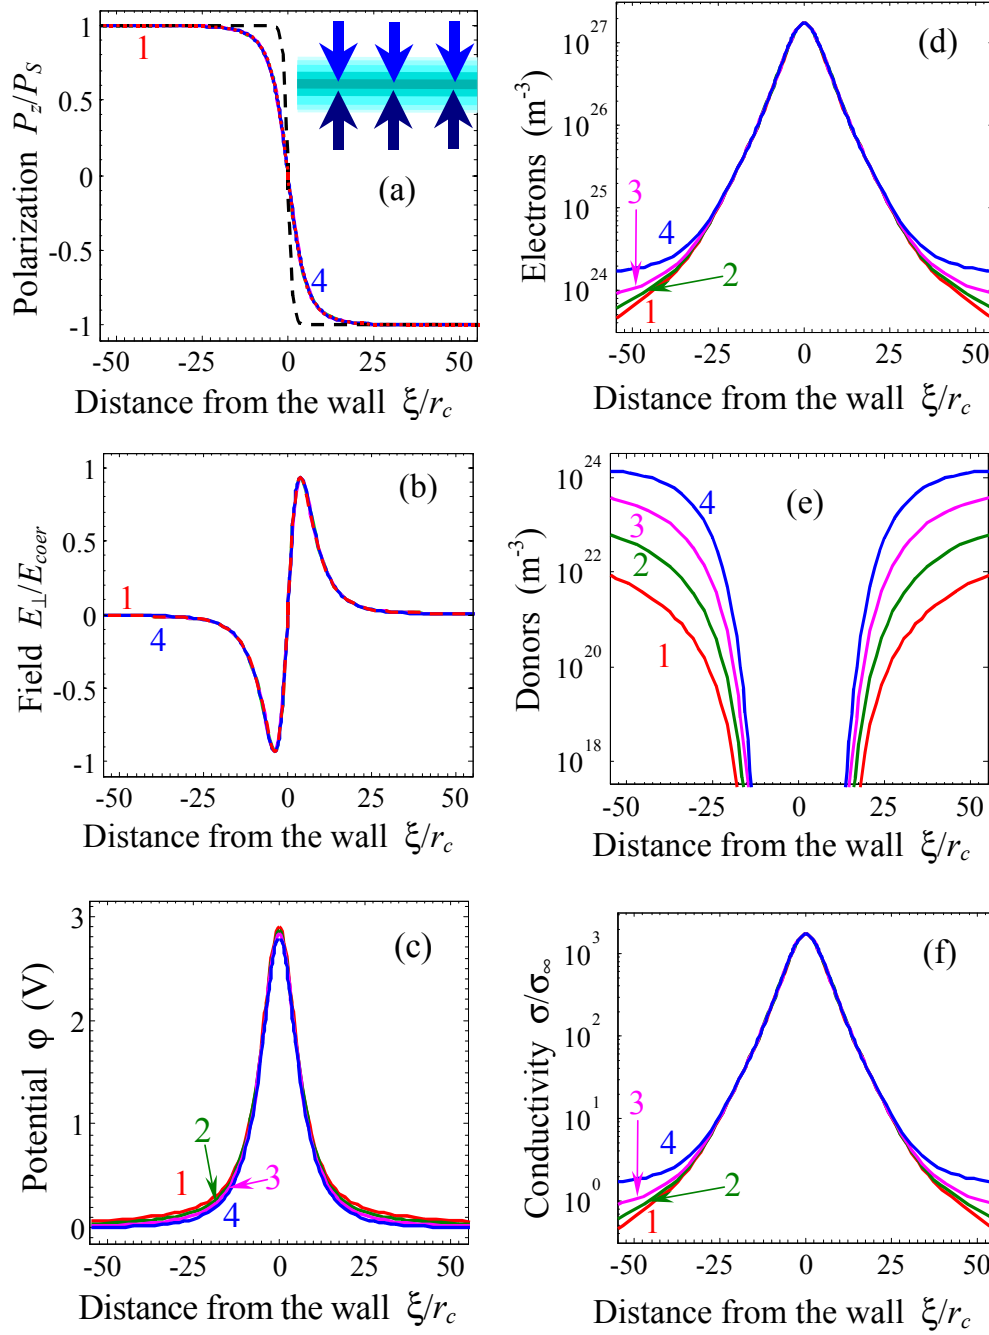 1
0.5
0
-0.5
-1
1
4
(a)
Polarization P_z/P_S
-50 -25 0 25 50
Distance from the wall ξ/r_c
1
0.5
0
-0.5
-1
1
4
(b)
Field E_⊥/E_coer
-50 -25 0 25 50
Distance from the wall ξ/r_c
3
2
1
0
1
2
3
4
(c)
Potential φ (V)
-50 -25 0 25 50
Distance from the wall ξ/r_c
10^27
10^26
10^25
10^24
3
4
2
1
(d)
Electrons (m^-3)
-50 -25 0 25 50
Distance from the wall ξ/r_c
10^24
10^22
10^20
10^18
4
3
2
1
(e)
Donors (m^-3)
-50 -25 0 25 50
Distance from the wall ξ/r_c
10^3
10^2
10^1
10^0
3
4
2
1
(f)
Conductivity σ/σ_∞
-50 -25 0 25 50
Distance from the wall ξ/r_c